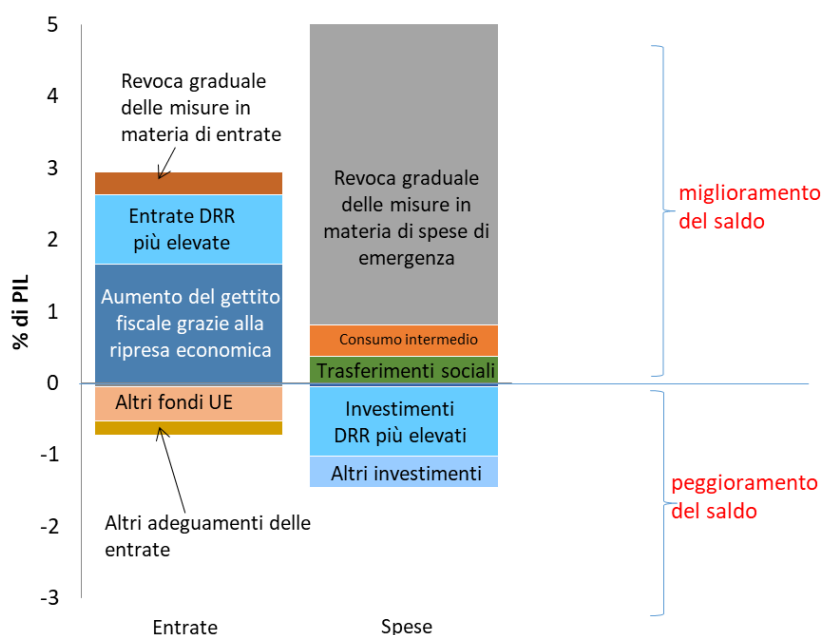 % di PIL
5
4
3
2
1
0
-1
-2
-3
Revoca graduale
delle misure in
materia di entrate
Entrate DRR
più elevate
Aumento del gettito
fiscale grazie alla
ripresa economica
Altri fondi UE
Altri adeguamenti delle
entrate
Revoca graduale
delle misure in
materia di spese di
emergenza
Consumo intermedio
Trasferimenti sociali
Investimenti
DRR più elevati
Altri investimenti
miglioramento
del saldo
peggioramento
del saldo
Entrate
Spese